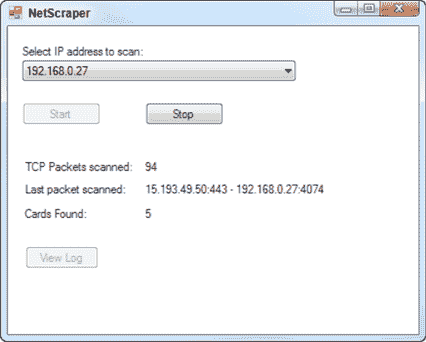 NetScraper
Select IP address to scan:
192.168.0.27
Start Stop
TCP Packets scanned: 94
Last packet scanned: 15.193.49.50:443 - 192.168.0.27:4074
Cards Found: 5
View Log